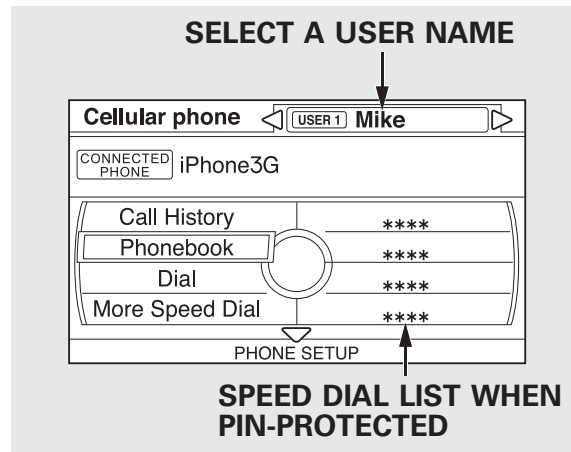 SELECT A USER NAME
Cellular phone USER 1 Mike
CONNECTED
PHONE iPhone3G
Call History ****
Phonebook ****
Dial ****
More Speed Dial ****
PHONE SETUP
SPEED DIAL LIST WHEN
PIN-PROTECTED